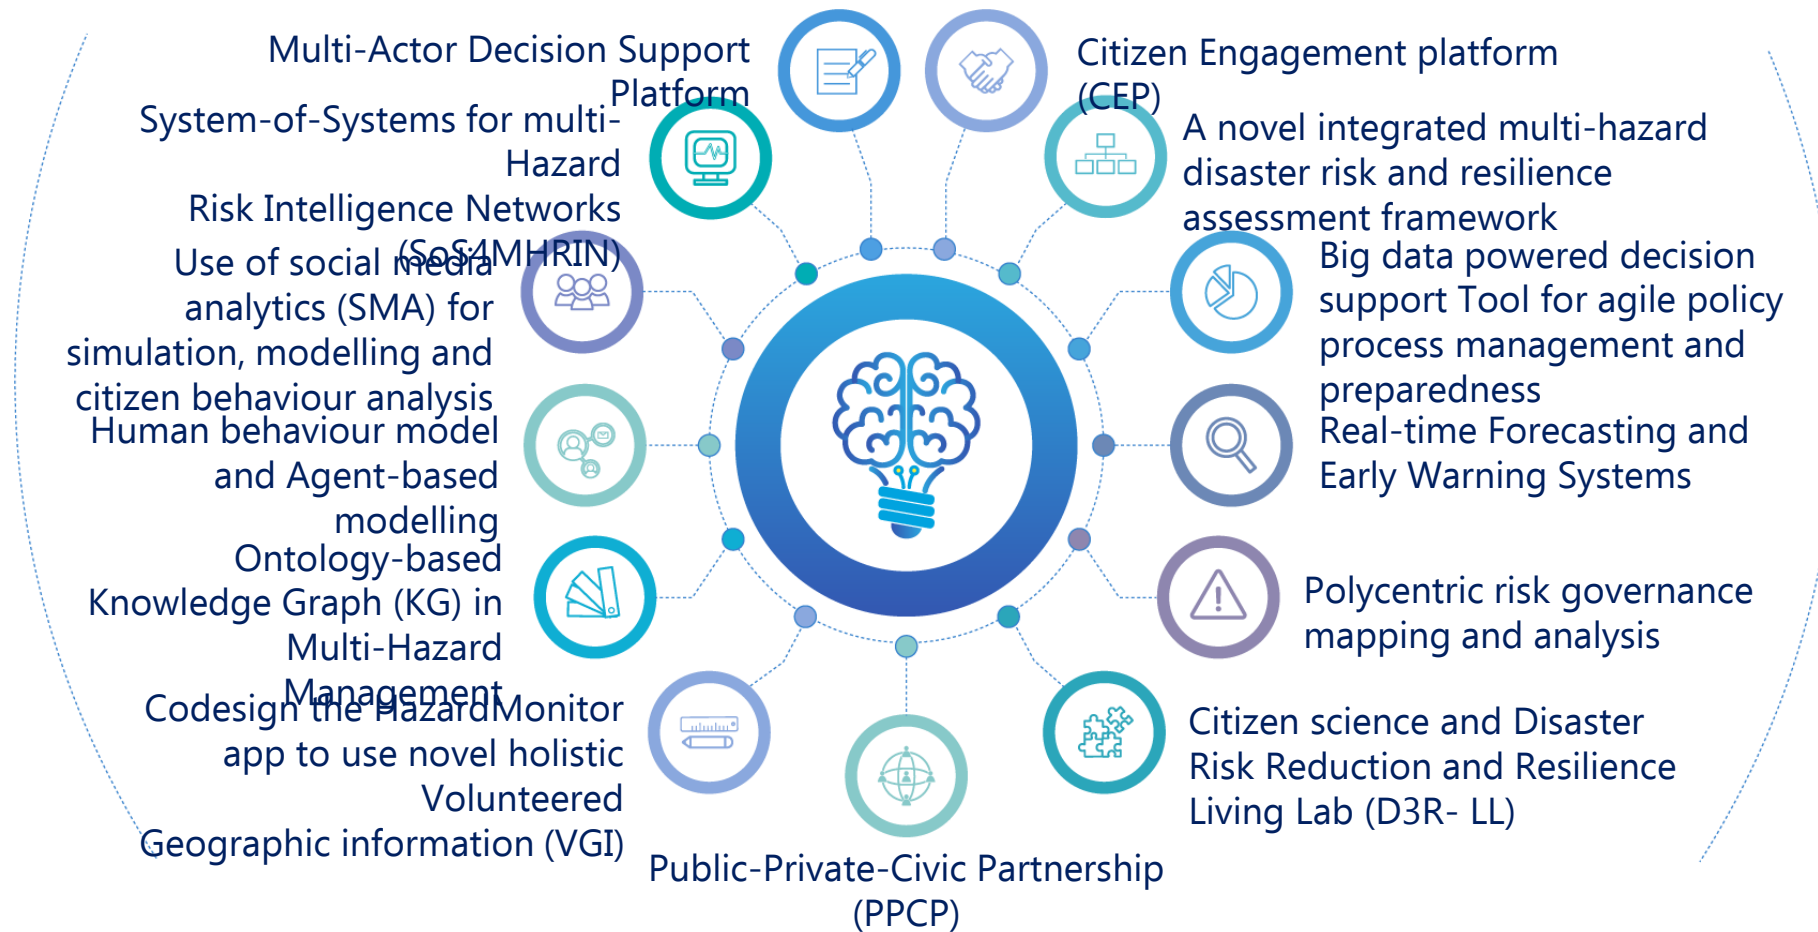 Multi-Actor Decision Support
Platform
System-of-Systems for multi-
Hazard
Risk Intelligence Networks
(SoS4MHRIN)
Use of social media
analytics (SMA) for
simulation, modelling and
citizen behaviour analysis
Human behaviour model
and Agent-based
modelling
Ontology-based
Knowledge Graph (KG) in
Multi-Hazard
Management
Codesign the HazardMonitor
app to use novel holistic
Volunteered
Geographic information (VGI)
Public-Private-Civic Partnership
(PPCP)
Citizen Engagement platform
(CEP)
A novel integrated multi-hazard
disaster risk and resilience
assessment framework
Big data powered decision
support Tool for agile policy
process management and
preparedness
Real-time Forecasting and
Early Warning Systems
Polycentric risk governance
mapping and analysis
Citizen science and Disaster
Risk Reduction and Resilience
Living Lab (D3R- LL)